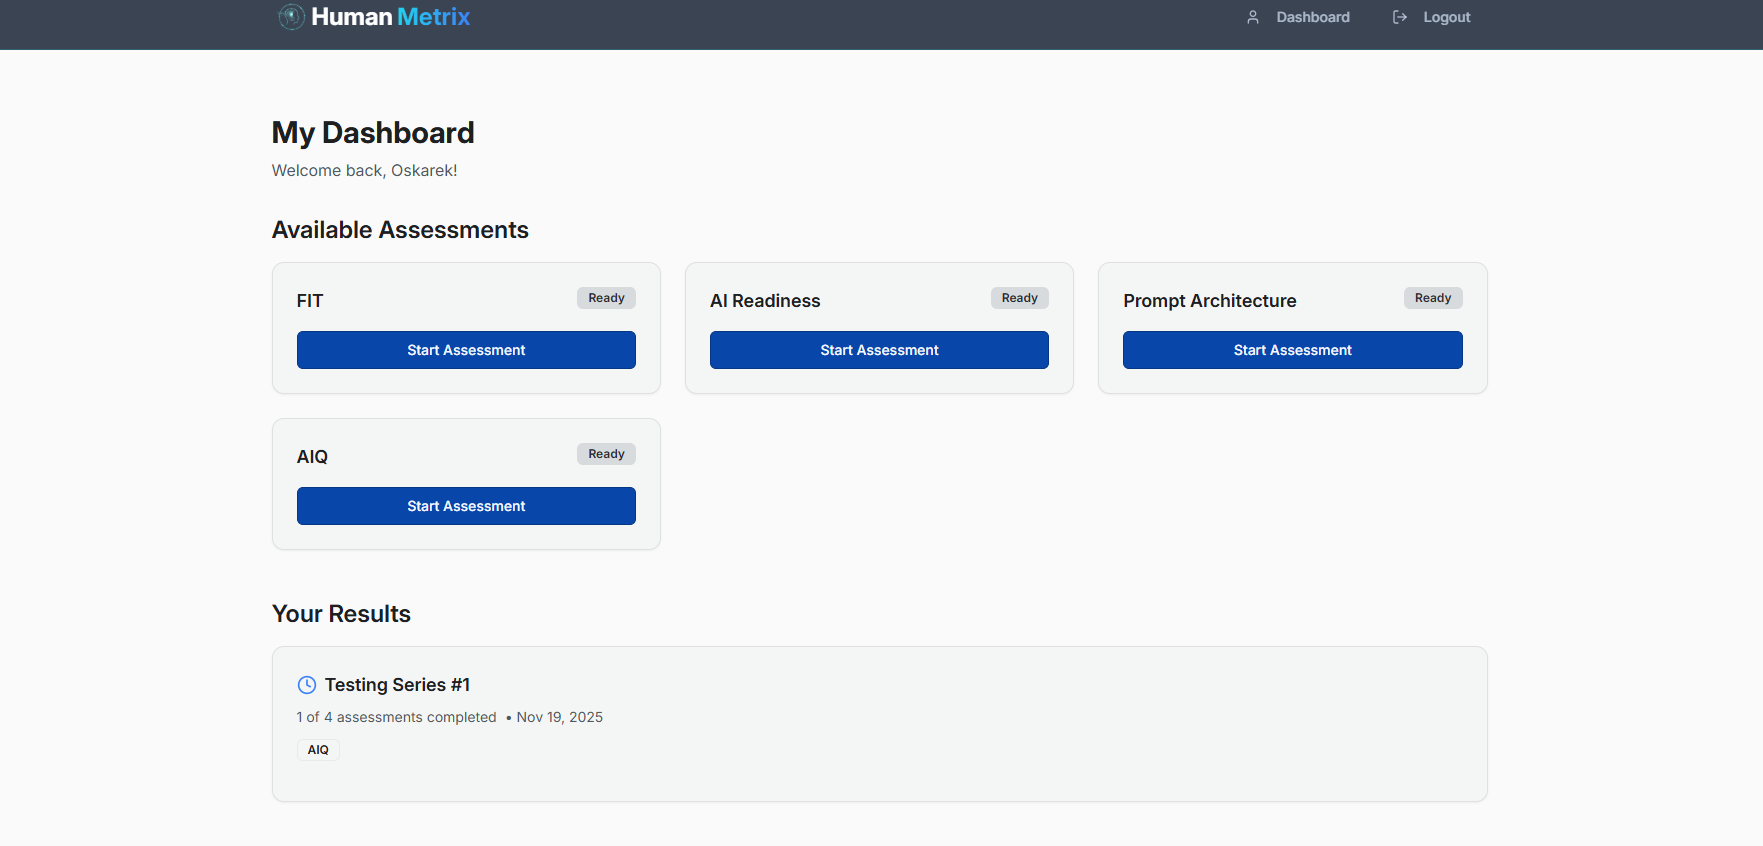 Human Metrix
Dashboard
Logout
My Dashboard
Welcome back, Oskarek!
Available Assessments
FIT
Ready
Start Assessment
AI Readiness
Ready
Start Assessment
Prompt Architecture
Ready
Start Assessment
AIQ
Ready
Start Assessment
Your Results
Testing Series #1
1 of 4 assessments completed • Nov 19, 2025
AIQ